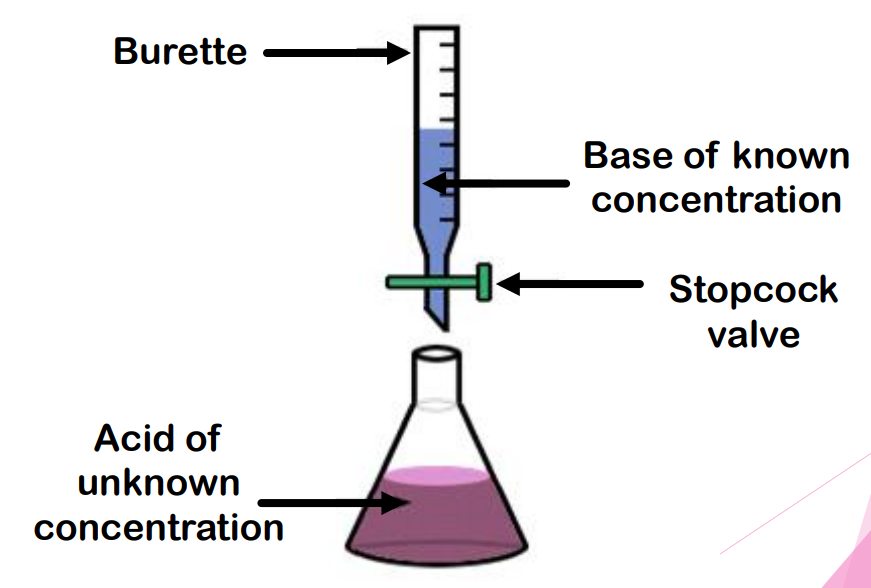 Burette
Base of known
concentration
Stopcock
valve
Acid of
unknown
concentration